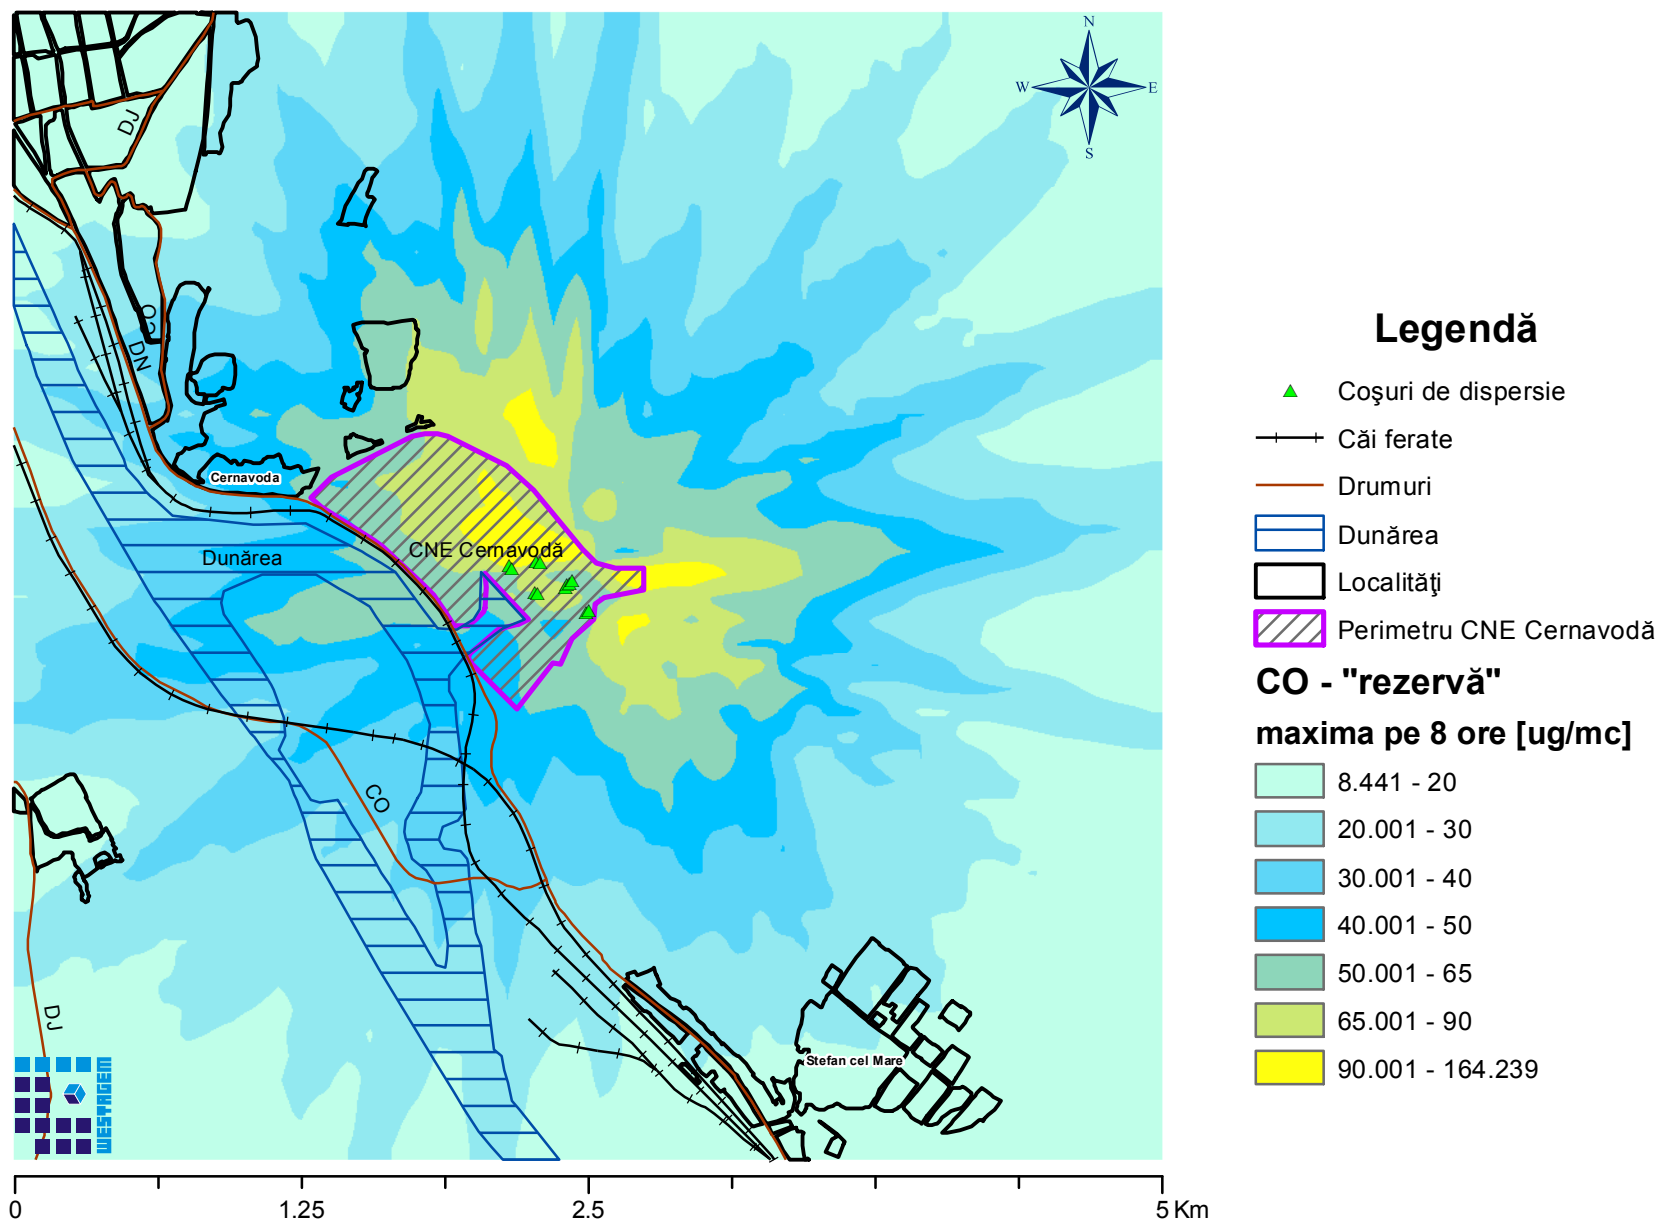 N
W
E
S
DJ
CO
DN
Cernavoda
Dunărea
CNE Cernavodă
CO
DJ
Stefan cel Mare
WESTAGEM
0
1.25
2.5
5 Km
Legendă
Coşuri de dispersie
Căi ferate
Drumuri
Dunărea
Localităţi
Perimetru CNE Cernavodă
CO - "rezervă"
maxima pe 8 ore [ug/mc]
8.441 - 20
20.001 - 30
30.001 - 40
40.001 - 50
50.001 - 65
65.001 - 90
90.001 - 164.239